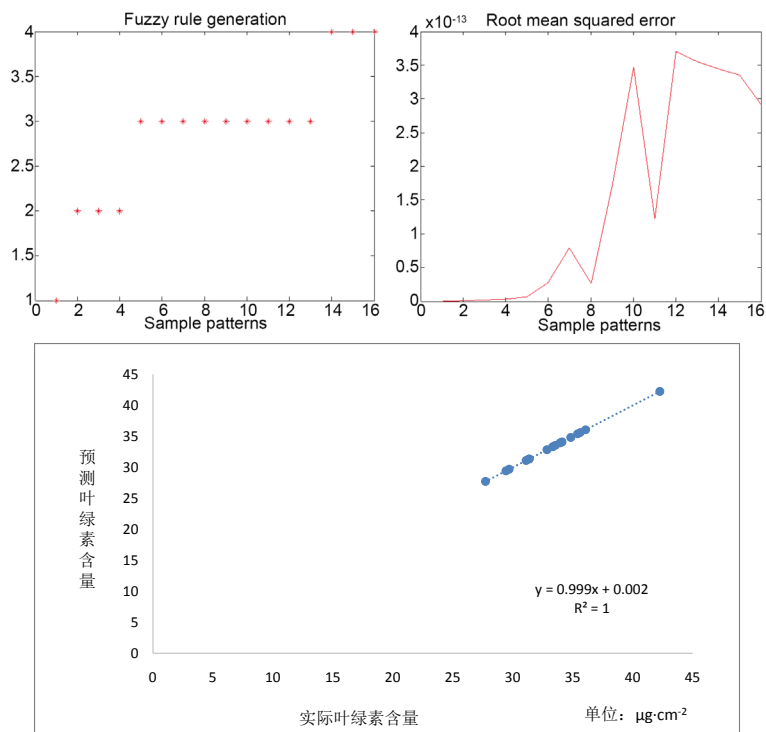 Fuzzy rule generation
4
3.5
3
2.5
2
1.5
1
0 2 4 6 8 10 12 14 16
Sample patterns
x10-13 Root mean squared error
4
3.5
3
2.5
2
1.5
1
0.5
0
0 2 4 6 8 10 12 14 16
Sample patterns
预测叶绿素含量
45
40
35
30
25
20
15
10
5
0
y = 0.999x + 0.002
R² = 1
0 5 10 15 20 25 30 35 40 45
实际叶绿素含量 单位：μg·cm-2